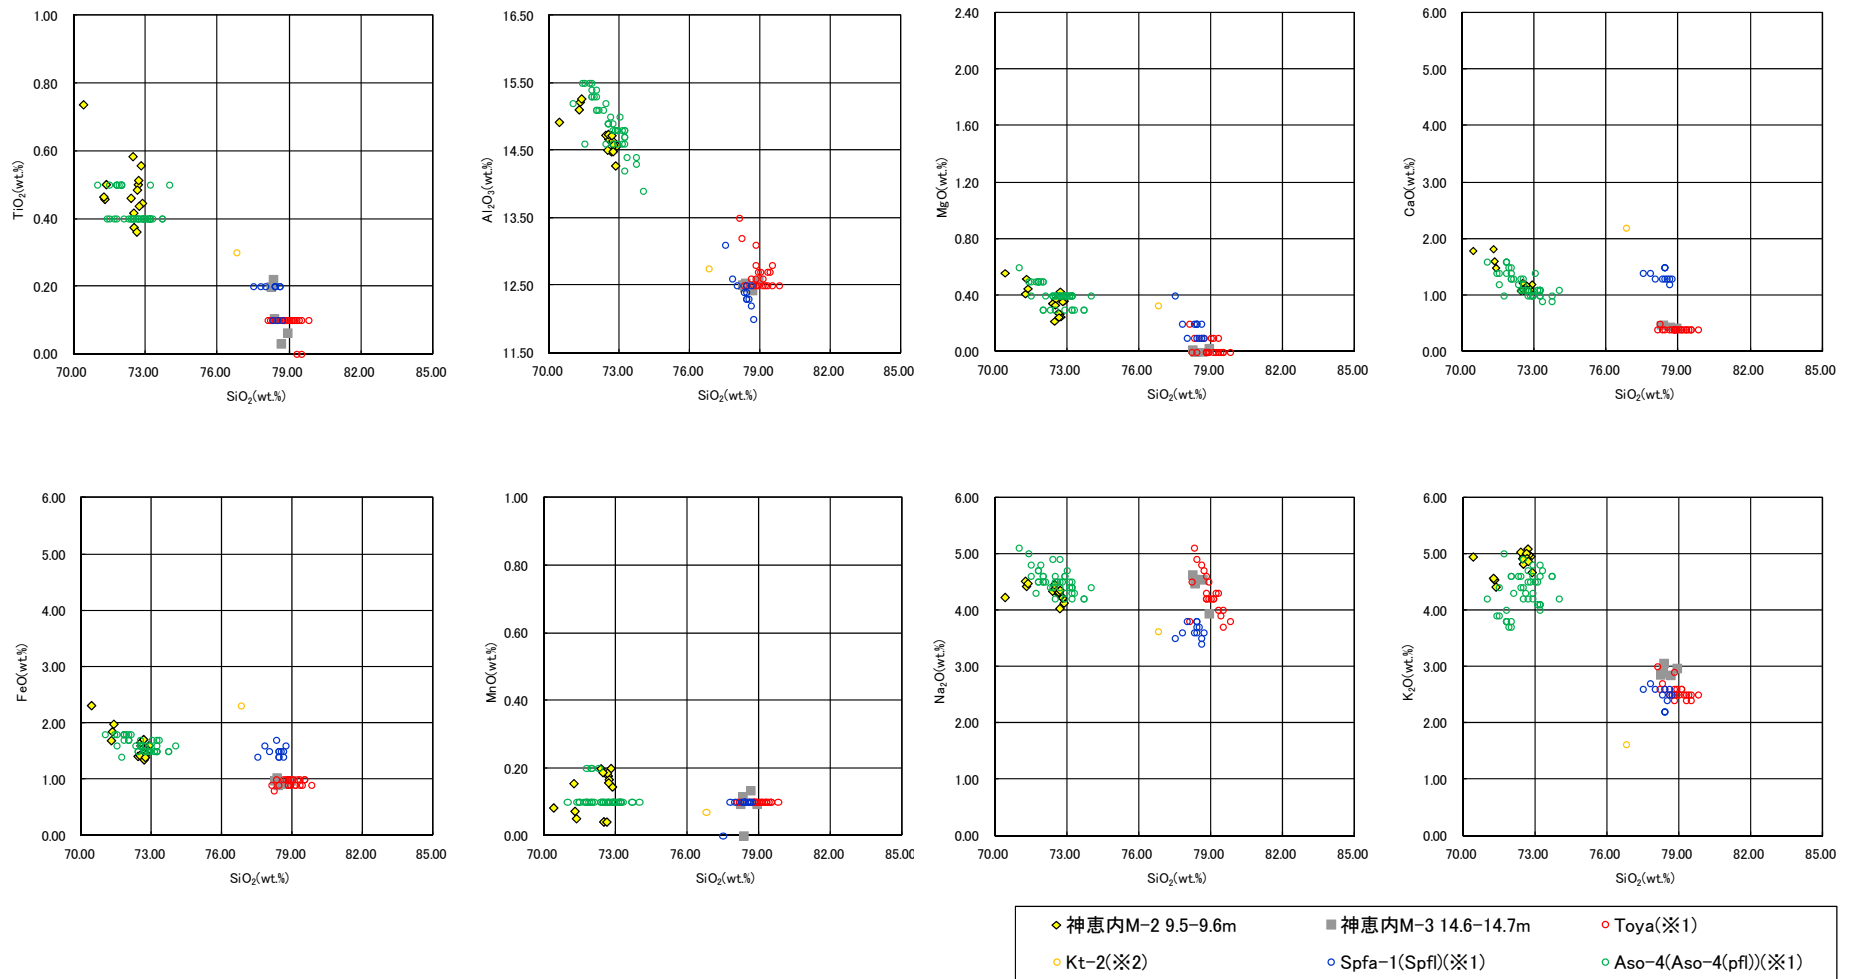 1.00
0.80
0.60
0.40
0.20
0.00
TiO₂(wt.%)
70.00 73.00 76.00 79.00 82.00 85.00
SiO₂(wt.%)
16.50
15.50
14.50
13.50
12.50
11.50
Al₂O₃(wt.%)
70.00 73.00 76.00 79.00 82.00 85.00
SiO₂(wt.%)
2.40
2.00
1.60
1.20
0.80
0.40
0.00
MgO(wt.%)
70.00 73.00 76.00 79.00 82.00 85.00
SiO₂(wt.%)
6.00
5.00
4.00
3.00
2.00
1.00
0.00
CaO(wt.%)
70.00 73.00 76.00 79.00 82.00 85.00
SiO₂(wt.%)
6.00
5.00
4.00
3.00
2.00
1.00
0.00
FeO(wt.%)
70.00 73.00 76.00 79.00 82.00 85.00
SiO₂(wt.%)
1.00
0.80
0.60
0.40
0.20
0.00
MnO(wt.%)
70.00 73.00 76.00 79.00 82.00 85.00
SiO₂(wt.%)
6.00
5.00
4.00
3.00
2.00
1.00
0.00
Na₂O(wt.%)
70.00 73.00 76.00 79.00 82.00 85.00
SiO₂(wt.%)
6.00
5.00
4.00
3.00
2.00
1.00
0.00
K₂O(wt.%)
70.00 73.00 76.00 79.00 82.00 85.00
SiO₂(wt.%)
神恵内M-2 9.5-9.6m 神恵内M-3 14.6-14.7m Toya(※1)
Kt-2(※2) Spfa-1(Spfl)(※1) Aso-4(Aso-4(pfl))(※1)